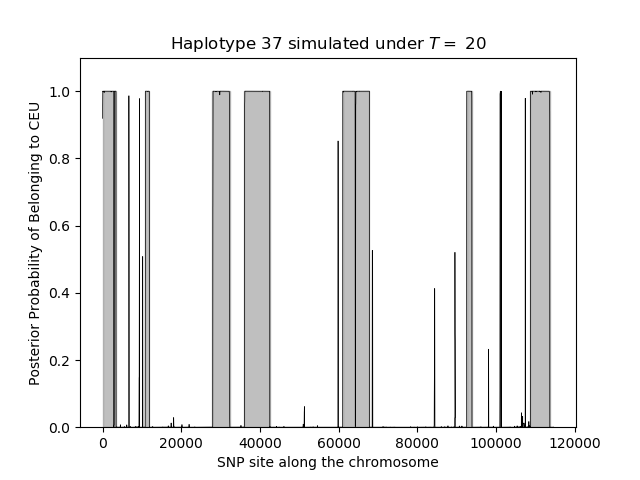 Haplotype 37 simulated under T = 20
Posterior Probability of Belonging to CEU
1.0
0.8
0.6
0.4
0.2
0.0
0 20000 40000 60000 80000 100000 120000
SNP site along the chromosome